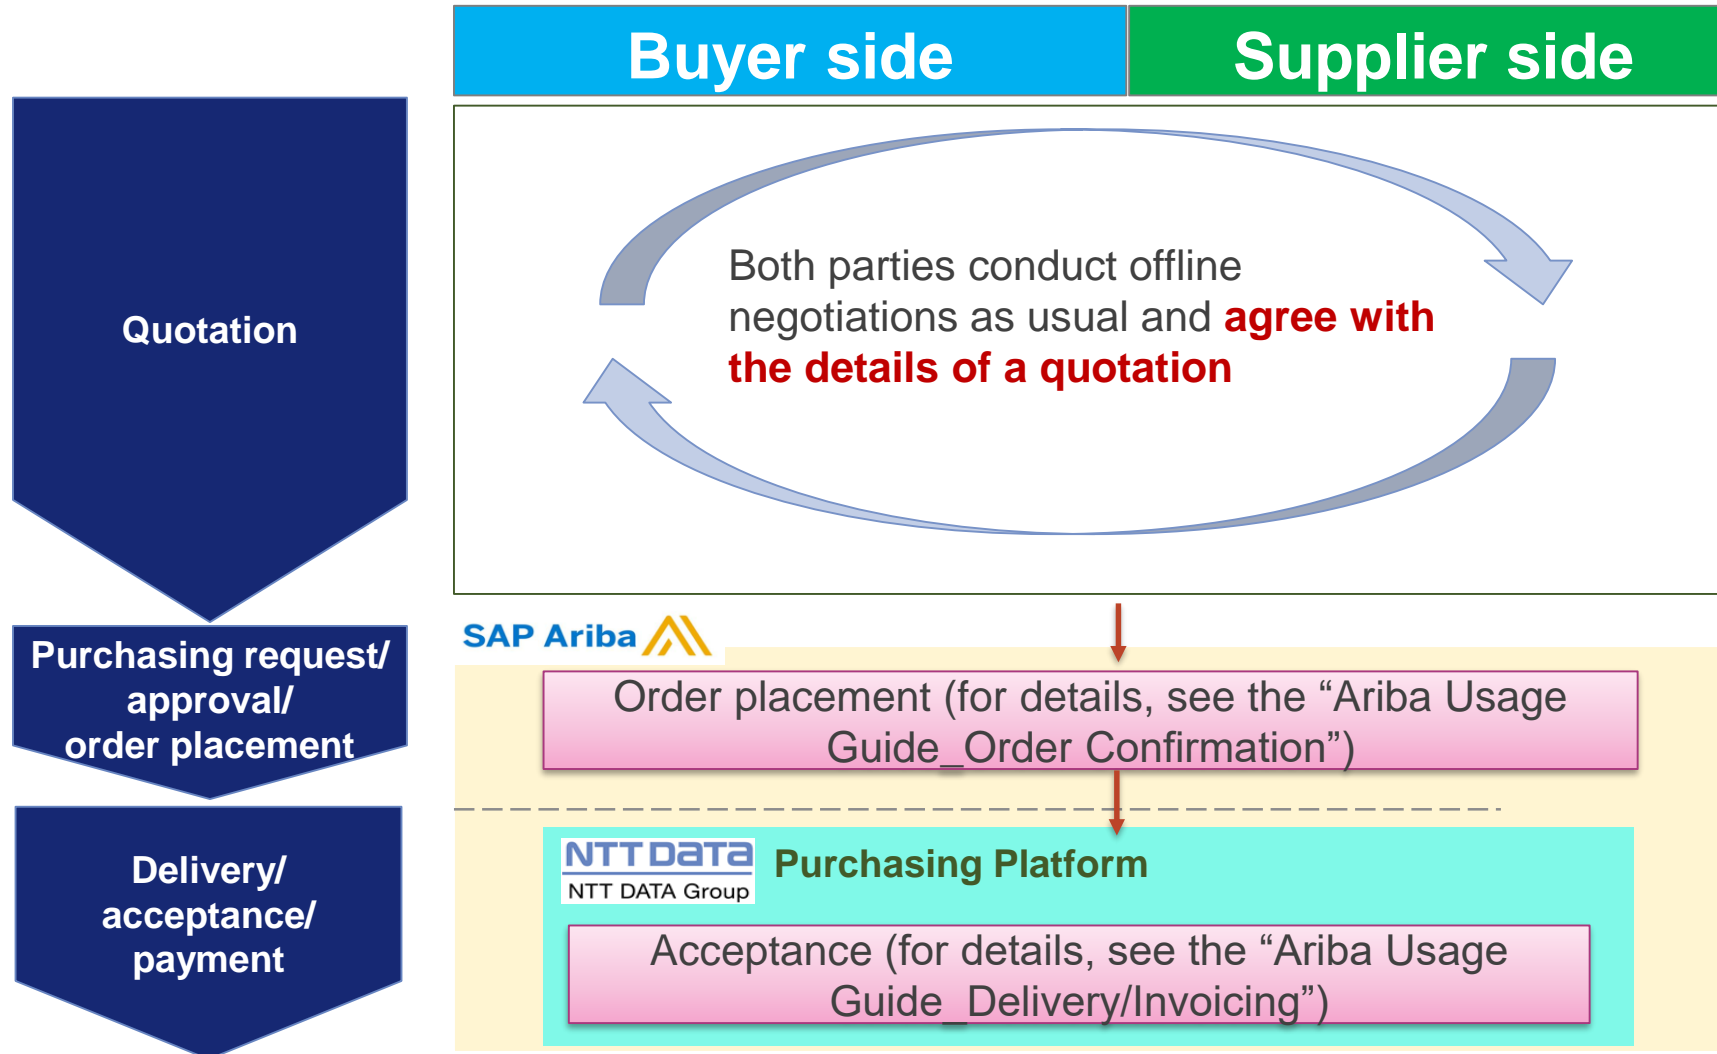 Buyer side
Supplier side
Quotation
Both parties conduct offline
negotiations as usual and agree with
the details of a quotation
SAP Ariba
Purchasing request/
approval/
order placement
Order placement (for details, see the “Ariba Usage
Guide_Order Confirmation”)
Delivery/
acceptance/
payment
NTT DATA
NTT DATA Group
Purchasing Platform
Acceptance (for details, see the “Ariba Usage
Guide_Delivery/Invoicing”)